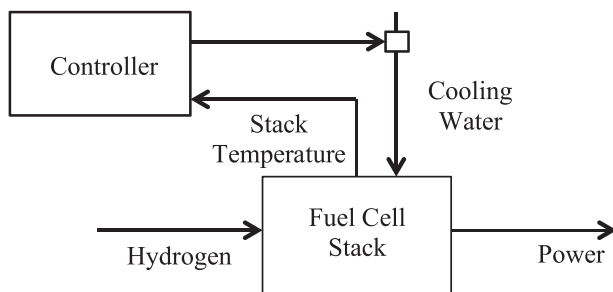 Controller
Cooling
Water
Stack
Temperature
Fuel Cell
Stack
Hydrogen
Power